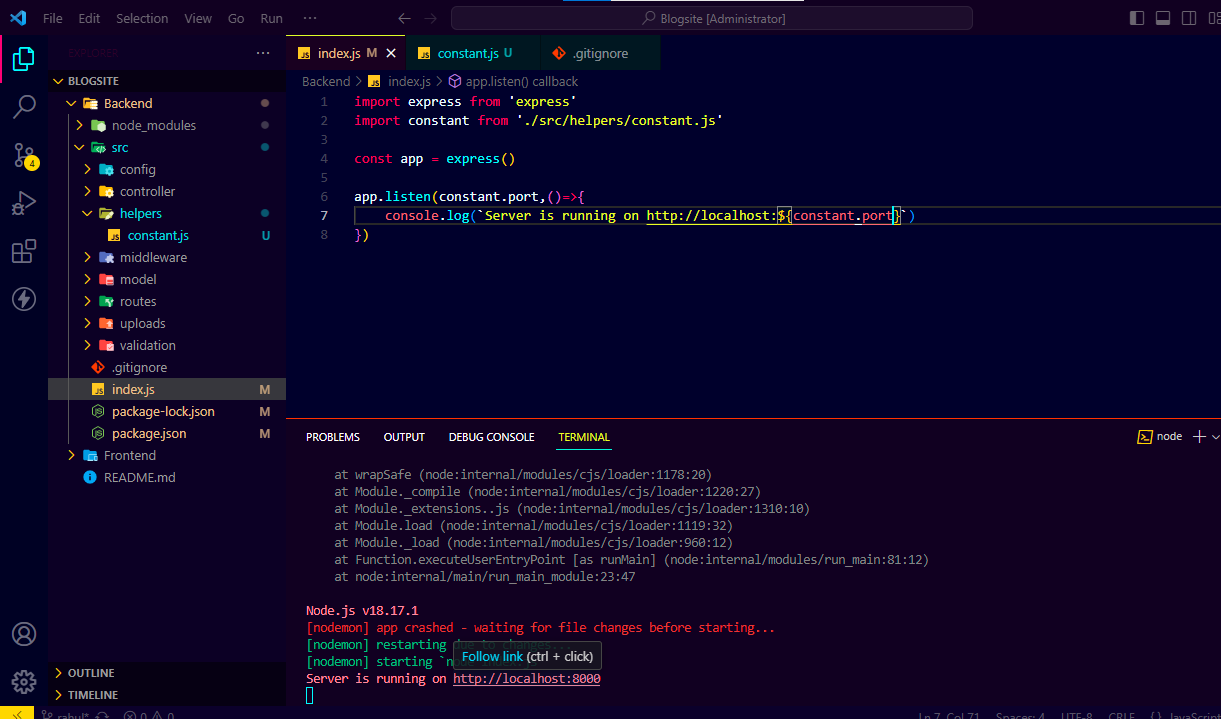 File Edit Selection View Go Run ··· Blogsite [Administrator]
EXPLORER ···
BLOGSITE
Backend
node_modules
src
config
controller
helpers
JS constant.js U
middleware
model
routes
uploads
validation
.gitignore
JS index.js M
package-lock.json M
package.json M
Frontend
README.md
OUTLINE
TIMELINE
4
JS index.js M JS constant.js U .gitignore
Backend > JS index.js > app.listen() callback
1 import express from 'express'
2 import constant from './src/helpers/constant.js'
3
4 const app = express()
5
6 app.listen(constant.port,()=>{
7 console.log(`Server is running on http://localhost:${constant.port}`)
8 })
PROBLEMS OUTPUT DEBUG CONSOLE TERMINAL node
at wrapSafe (node:internal/modules/cjs/loader:1178:20)
at Module._compile (node:internal/modules/cjs/loader:1220:27)
at Module._extensions..js (node:internal/modules/cjs/loader:1310:10)
at Module.load (node:internal/modules/cjs/loader:1119:32)
at Module._load (node:internal/modules/cjs/loader:960:12)
at Function.executeUserEntryPoint [as runMain] (node:internal/modules/run_main:81:12)
at node:internal/main/run_main_module:23:47
Node.js v18.17.1
[nodemon] app crashed - waiting for file changes before starting...
[nodemon] restarting due to changes...
[nodemon] starting `node
Follow link (ctrl + click)
Server is running on http://localhost:8000
rahul* 0 0 Ln 7, Col 71 Spaces: 4 UTF-8 CRLF {} JavaScript